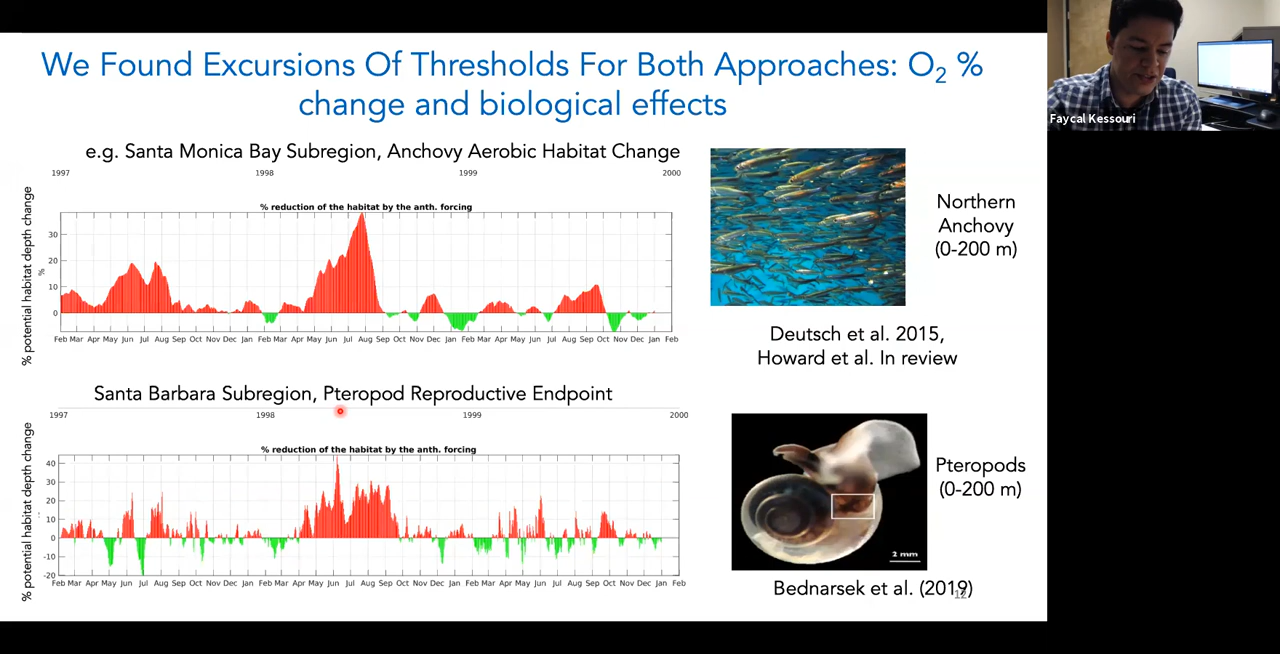 We Found Excursions Of Thresholds For Both Approaches: O₂ %
change and biological effects
Faycal Kessouri
e.g. Santa Monica Bay Subregion, Anchovy Aerobic Habitat Change
1997 1998 1999 2000
% reduction of the habitat by the anth. forcing
% potential habitat depth change
%
30
20
10
0
Feb Mar Apr May Jun Jul Aug Sep Oct Nov Dec Jan Feb Mar Apr May Jun Jul Aug Sep Oct Nov Dec Jan Feb Mar Apr May Jun Jul Aug Sep Oct Nov Dec Jan Feb
Northern
Anchovy
(0-200 m)
Deutsch et al. 2015,
Howard et al. In review
Santa Barbara Subregion, Pteropod Reproductive Endpoint
1997 1998 1999 2000
% reduction of the habitat by the anth. forcing
% potential habitat depth change
40
30
20
10
0
-10
-20
Feb Mar Apr May Jun Jul Aug Sep Oct Nov Dec Jan Feb Mar Apr May Jun Jul Aug Sep Oct Nov Dec Jan Feb Mar Apr May Jun Jul Aug Sep Oct Nov Dec Jan Feb
Pteropods
(0-200 m)
2 mm
Bednarsek et al. (2019)
12